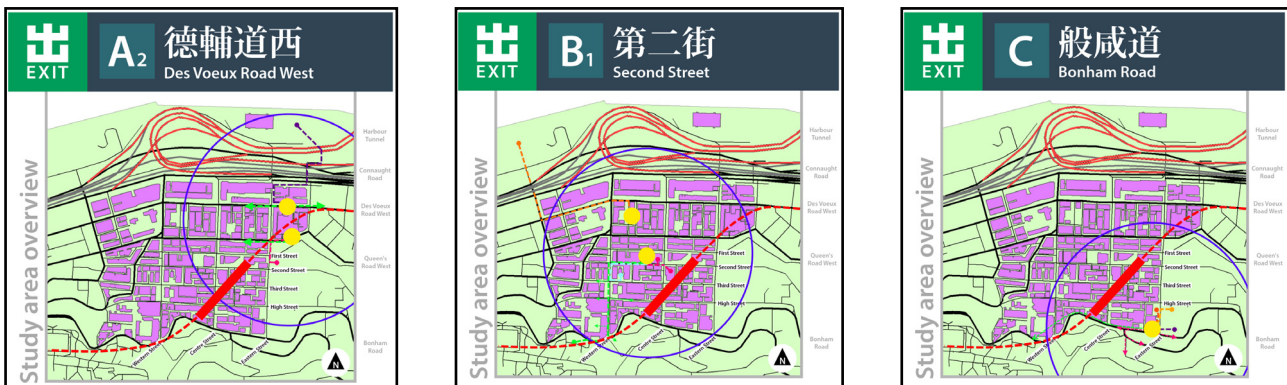 出
EXIT
A2
德輔道西
Des Voeux Road West
Study area overview
Harbour
Tunnel
Connaught
Road
Des Voeux
Road West
First Street
Second Street
Queen's
Road West
Third Street
High Street
Western Street
Centre Street
Eastern Street
Bonham
Road
N
出
EXIT
B1
第二街
Second Street
Study area overview
Harbour
Tunnel
Connaught
Road
Des Voeux
Road West
First Street
Second Street
Queen's
Road West
Third Street
High Street
Western
Centre Street
Eastern Street
Bonham
Road
N
出
EXIT
C
般咸道
Bonham Road
Study area overview
Harbour
Tunnel
Connaught
Road
Des Voeux
Road West
First Street
Second Street
Queen's
Road West
Third Street
High Street
Western Street
Centre Street
Eastern Street
Bonham
Road
N